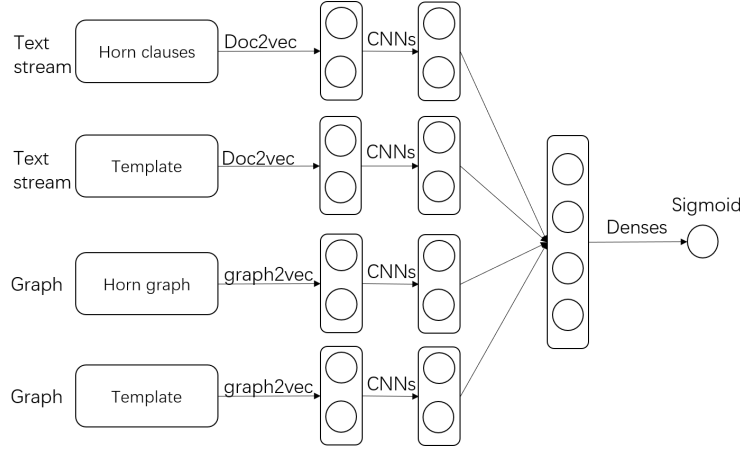 Text
stream
Horn clauses
Doc2vec
CNNs
Text
stream
Template
Doc2vec
CNNs
Sigmoid
Denses
Graph
Horn graph
graph2vec
CNNs
Graph
Template
graph2vec
CNNs